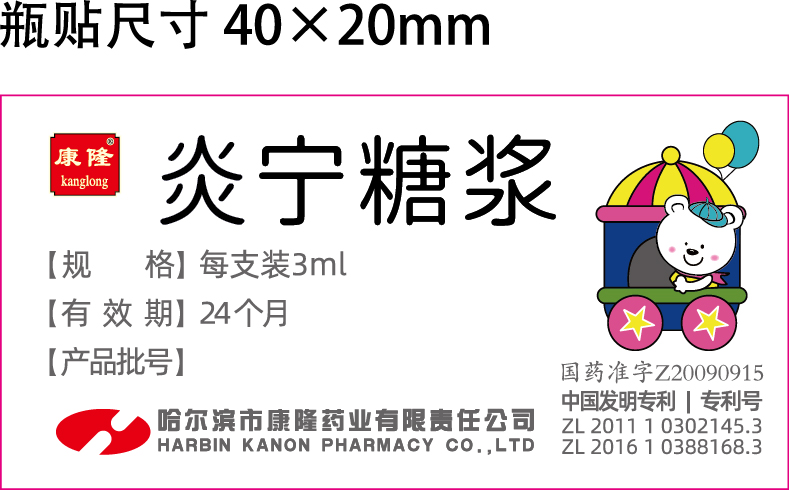 瓶贴尺寸 40×20mm
康隆®
kanglong
炎宁糖浆
【规 格】每支装3ml
【有 效 期】24个月
【产品批号】
国药准字Z20090915
中国发明专利 | 专利号
ZL 2011 1 0302145.3
ZL 2016 1 0388168.3
哈尔滨市康隆药业有限责任公司
HARBIN KANON PHARMACY CO.,LTD